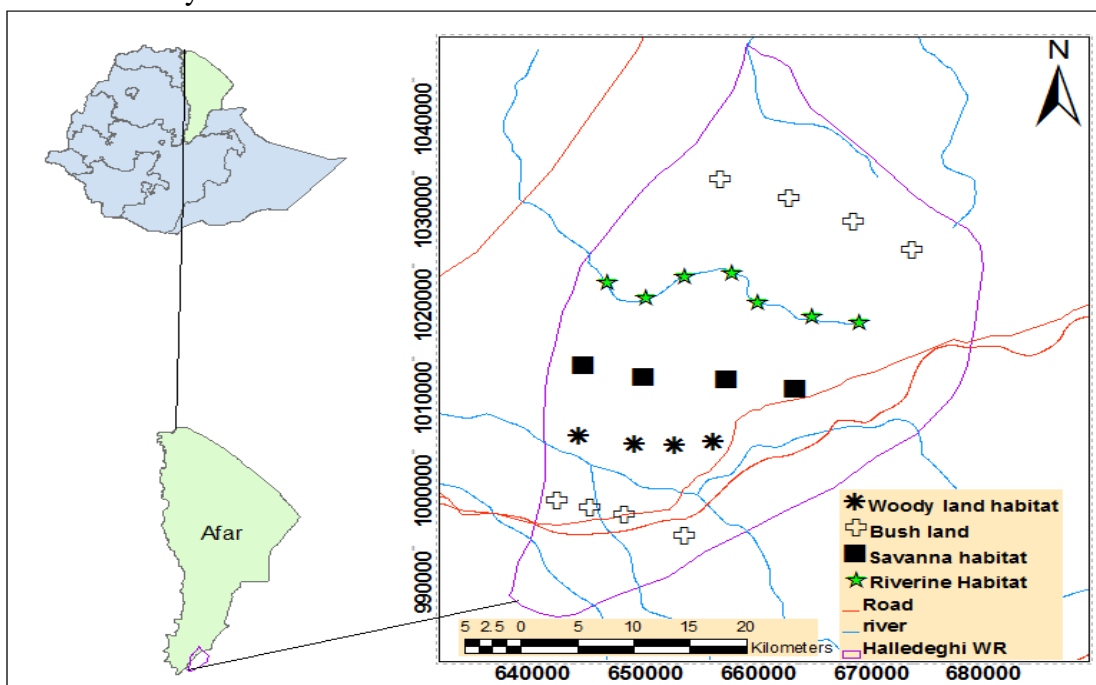 N
1040000
1030000
1020000
1010000
1000000
990000
Afar
Woody land habitat
Bush land
Savanna habitat
Riverine Habitat
Road
river
Halledeghi WR
5 2.5 0 5 10 15 20
Kilometers
640000 650000 660000 670000 680000